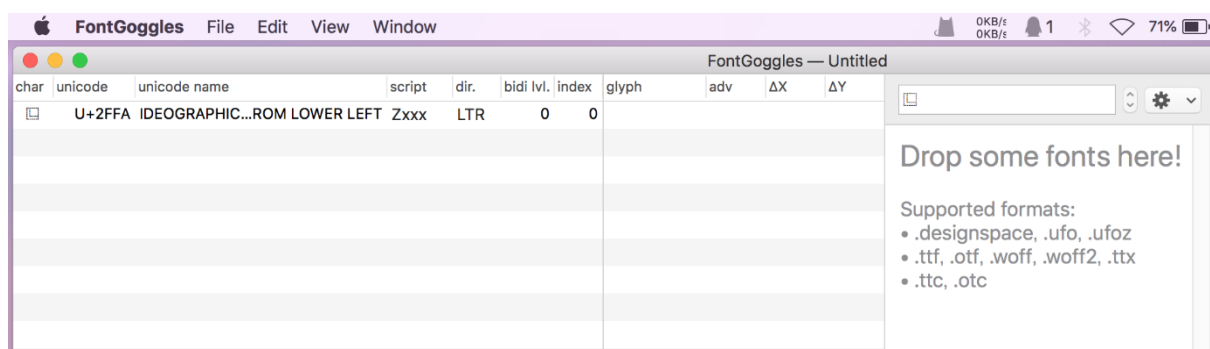 FontGoggles File Edit View Window 0KB/s 0KB/s 1 71%
FontGoggles — Untitled
char unicode unicode name script dir. bidi lvl. index glyph adv ΔX ΔY
⿺ U+2FFA IDEOGRAPHIC...ROM LOWER LEFT Zxxx LTR 0 0
⿺
Drop some fonts here!
Supported formats:
• .designspace, .ufo, .ufoz
• .ttf, .otf, .woff, .woff2, .ttx
• .ttc, .otc